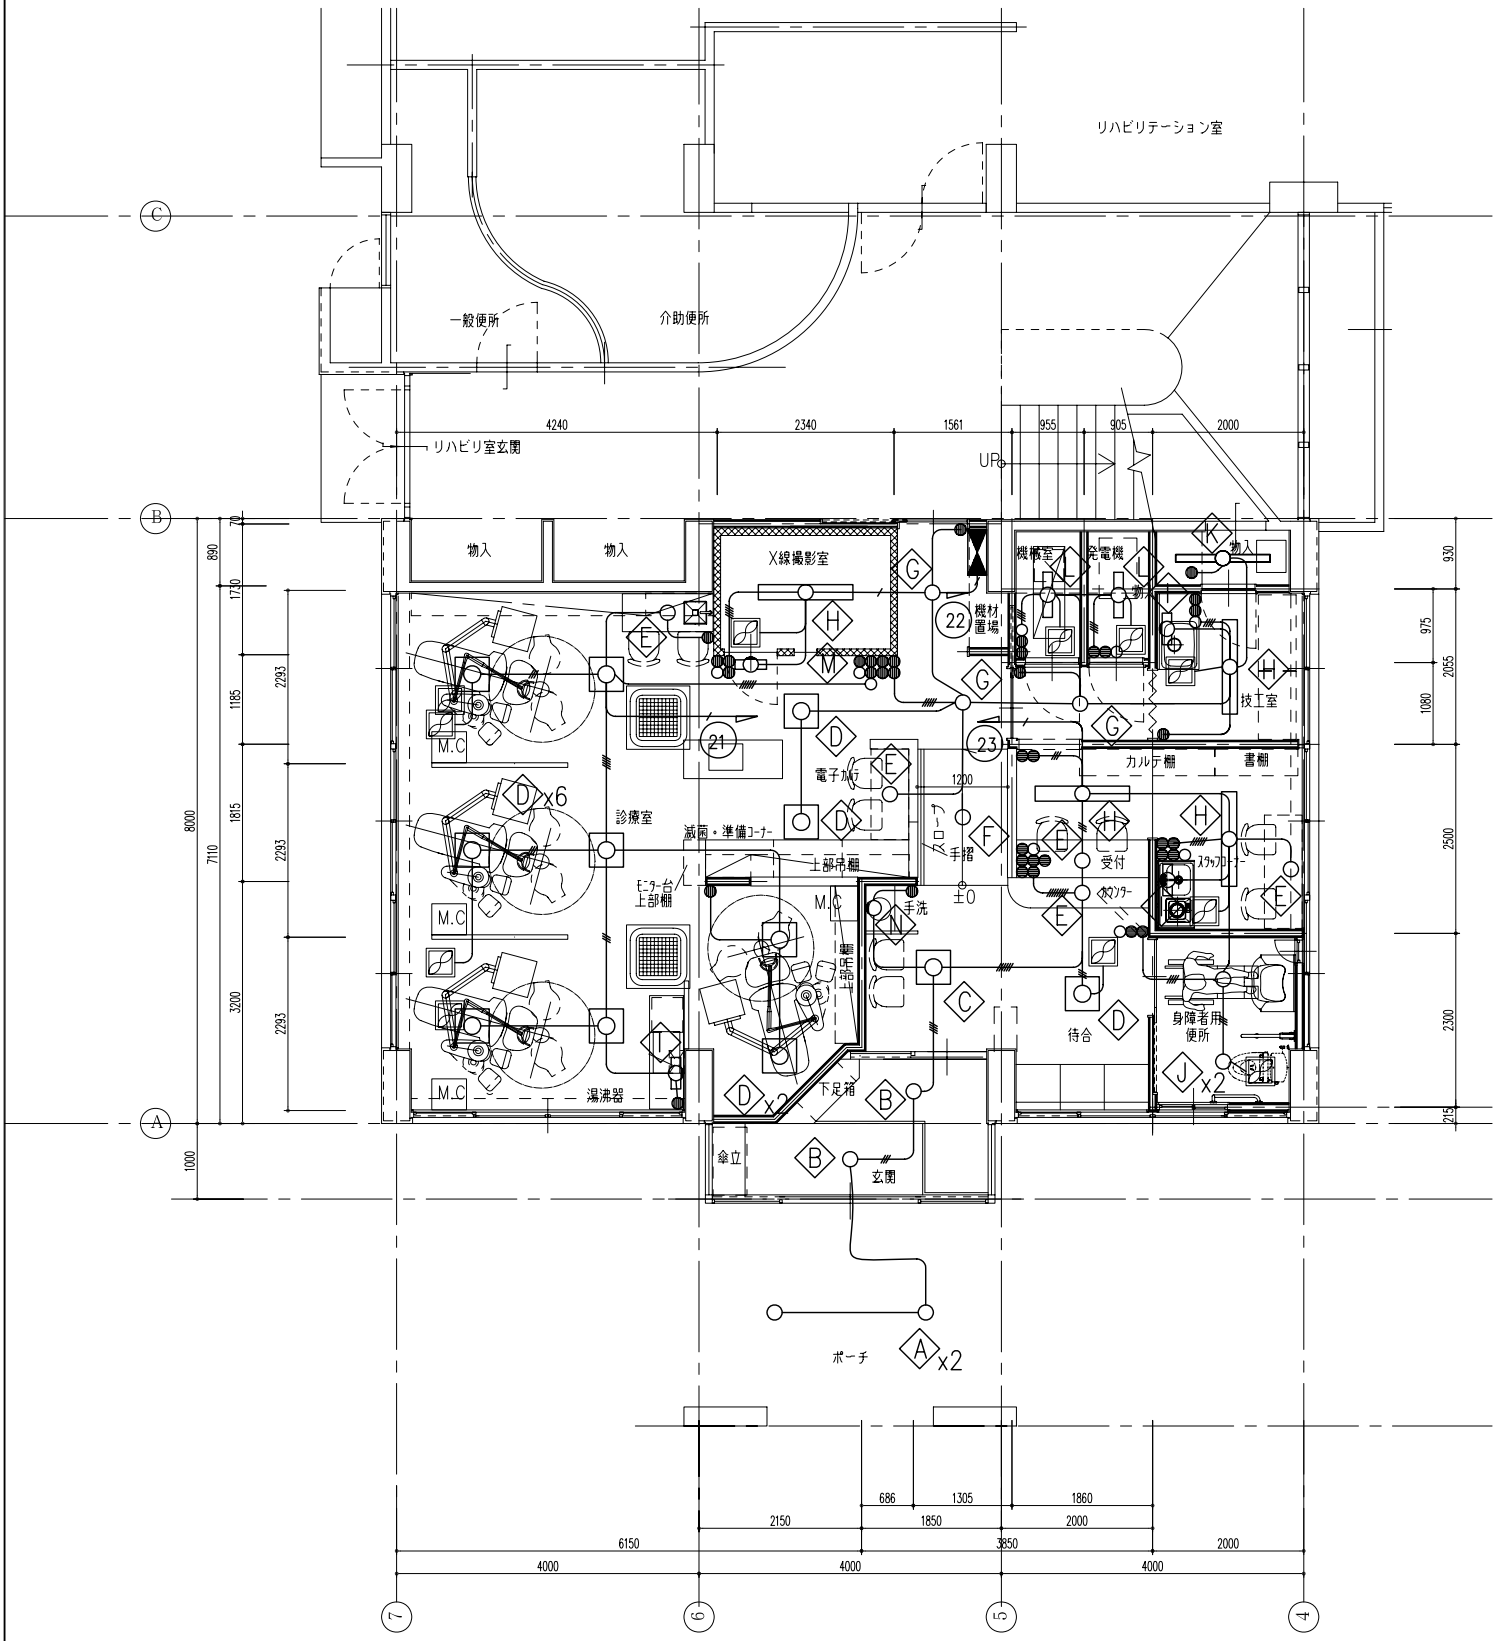 リハビリテーション室
C
一般便所
介助便所
4240
2340
1561
955
905
2000
リハビリ室玄関
UP
B
70
890
1730
物入
物入
X線撮影室
機械室
発電機
物入
K
L
L
930
G
22
機材
置場
H
E
M
G
I
975
2055
1080
H
技工室
2293
1185
G
21
D
23
M.C
電子カルテ
E
1200
カルテ棚
書棚
D
x6
診療室
D
スロープ
H
H
8000
7110
1815
2293
滅菌・準備コーナー
手摺
F
E
受付
スタッフコーナー
2500
上部吊棚
モニター台
上部棚
±0
カウンター
E
E
M.C
M.C
手洗
N
上部吊棚
C
待合
D
身障者用
便所
2300
3200
2293
I
J
x2
M.C
湯沸器
D
x2
下足箱
B
A
215
1000
傘立
B
玄関
ポーチ
A
x2
686
1305
1860
2150
1850
2000
6150
3850
2000
4000
4000
4000
7
6
5
4